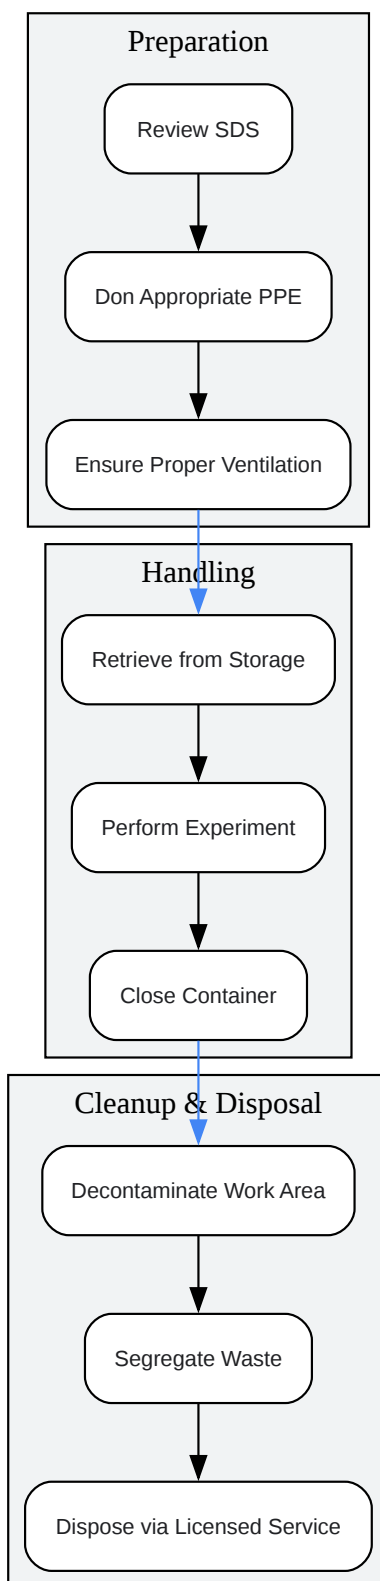 Preparation
Review SDS
Don Appropriate PPE
Ensure Proper Ventilation
Handling
Retrieve from Storage
Perform Experiment
Close Container
Cleanup & Disposal
Decontaminate Work Area
Segregate Waste
Dispose via Licensed Service